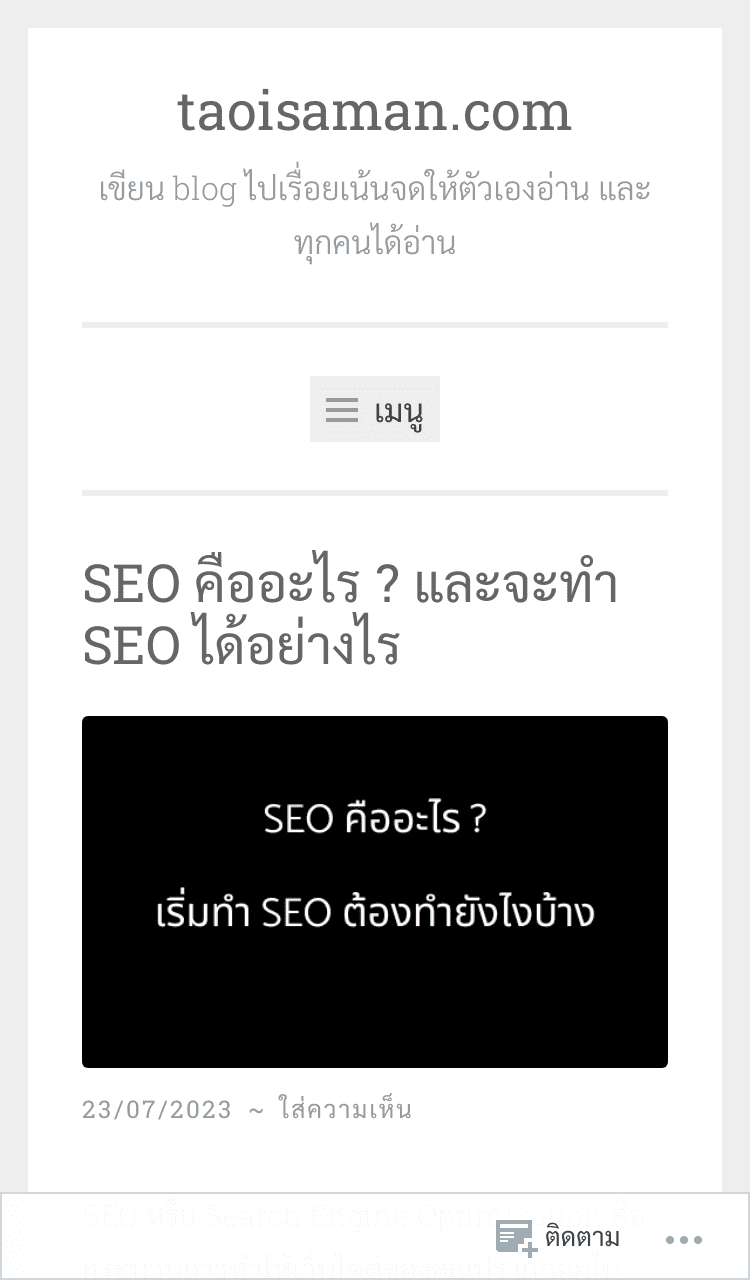 taoisaman.com
เขียน blog ไปเรื่อยเน้นจดให้ตัวเองอ่าน และ
ทุกคนได้อ่าน
เมนู
SEO คืออะไร ? และจะทำ
SEO ได้อย่างไร
SEO คืออะไร ?
เริ่มทำ SEO ต้องทำยังไงบ้าง
23/07/2023 ~ ใส่ความเห็น
SEO หรือ Search Engine
ติดตาม